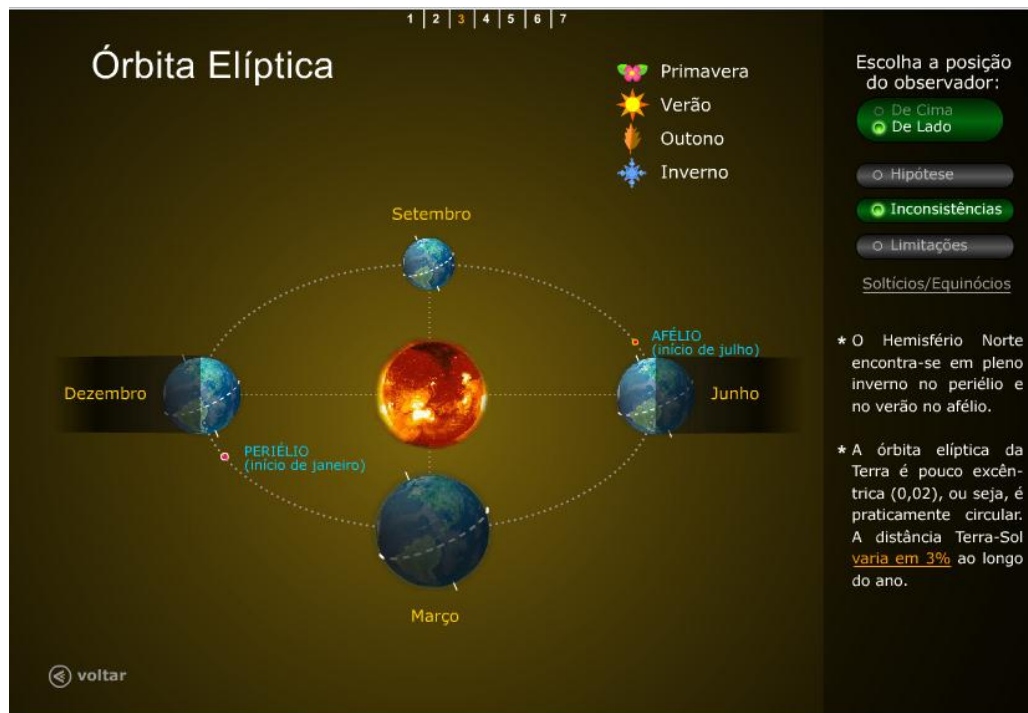 1 | 2 | 3 | 4 | 5 | 6 | 7
Órbita Elíptica
Primavera
Verão
Outono
Inverno
Setembro
AFÉLIO
(início de julho)
Dezembro
Junho
PERIÉLIO
(início de janeiro)
Março
voltar
Escolha a posição
do observador:
De Cima
De Lado
Hipótese
Inconsistências
Limitações
Soltícios/Equinócios
* O Hemisfério Norte
encontra-se em pleno
inverno no periélio e
no verão no afélio.
* A órbita elíptica da
Terra é pouco excên-
trica (0,02), ou seja, é
praticamente circular.
A distância Terra-Sol
varia em 3% ao longo
do ano.